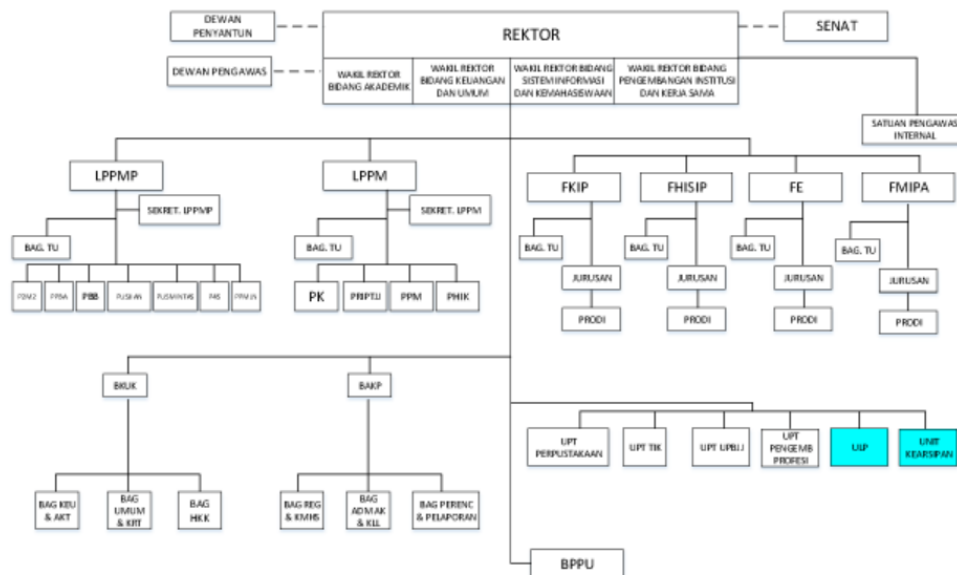 DEWAN
PENYANTUN
REKTOR
SENAT
DEWAN PENGAWAS
WAKIL REKTOR
BIDANG AKADEMIK
WAKIL REKTOR
BIDANG KEUANGAN
DAN UMUM
WAKIL REKTOR BIDANG
SISTEM INFORMASI
DAN KEMAHASISWAAN
WAKIL REKTOR BIDANG
PENGEMBANGAN INSTITUSI
DAN KERJA SAMA
SATUAN PENGAWAS
INTERNAL
LPPMP
LPPM
FKIP
FHISIP
FE
FMIPA
SEKRET. LPPMP
SEKRET. LPPM
BAG. TU
BAG. TU
BAG. TU
BAG. TU
BAG. TU
BAG. TU
JURUSAN
JURUSAN
JURUSAN
JURUSAN
PBB
PUSMINTAS
PK
PRIPTJJ
PPM
PHIK
PRODI
PRODI
PRODI
PRODI
BKUK
BAKP
UPT
PERPUSTAKAAN
UPT TIK
UPT UPBJJ
UPT
PENGEMB
PROFESI
ULP
UNIT
KEARSIPAN
BAG KEU
& AKT
BAG
UMUM
& KRT
BAG
HKK
BAG REG
& KMHS
BAG
ADMAK
& KLL
BAG PERENC
& PELAPORAN
BPPU